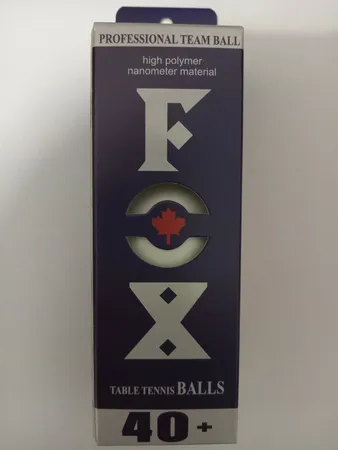 PROFESSIONAL TEAM BALL
high polymer
nanometer material
FOX
TABLE TENNIS BALLS
40+